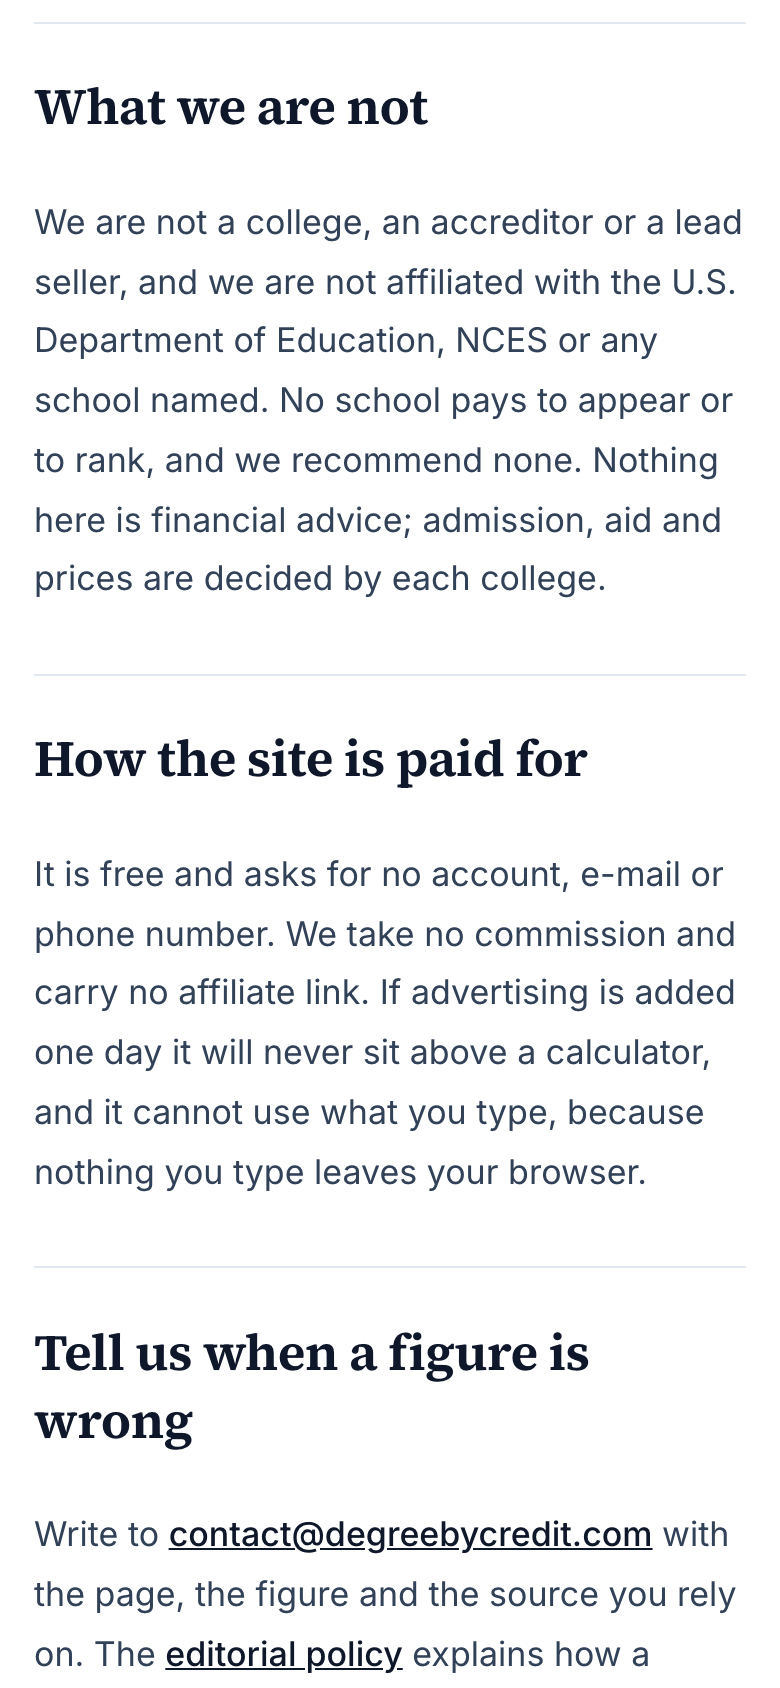 What we are not
We are not a college, an accreditor or a lead
seller, and we are not affiliated with the U.S.
Department of Education, NCES or any
school named. No school pays to appear or
to rank, and we recommend none. Nothing
here is financial advice; admission, aid and
prices are decided by each college.
How the site is paid for
It is free and asks for no account, e-mail or
phone number. We take no commission and
carry no affiliate link. If advertising is added
one day it will never sit above a calculator,
and it cannot use what you type, because
nothing you type leaves your browser.
Tell us when a figure is
wrong
Write to contact@degreebycredit.com with
the page, the figure and the source you rely
on. The editorial policy explains how a